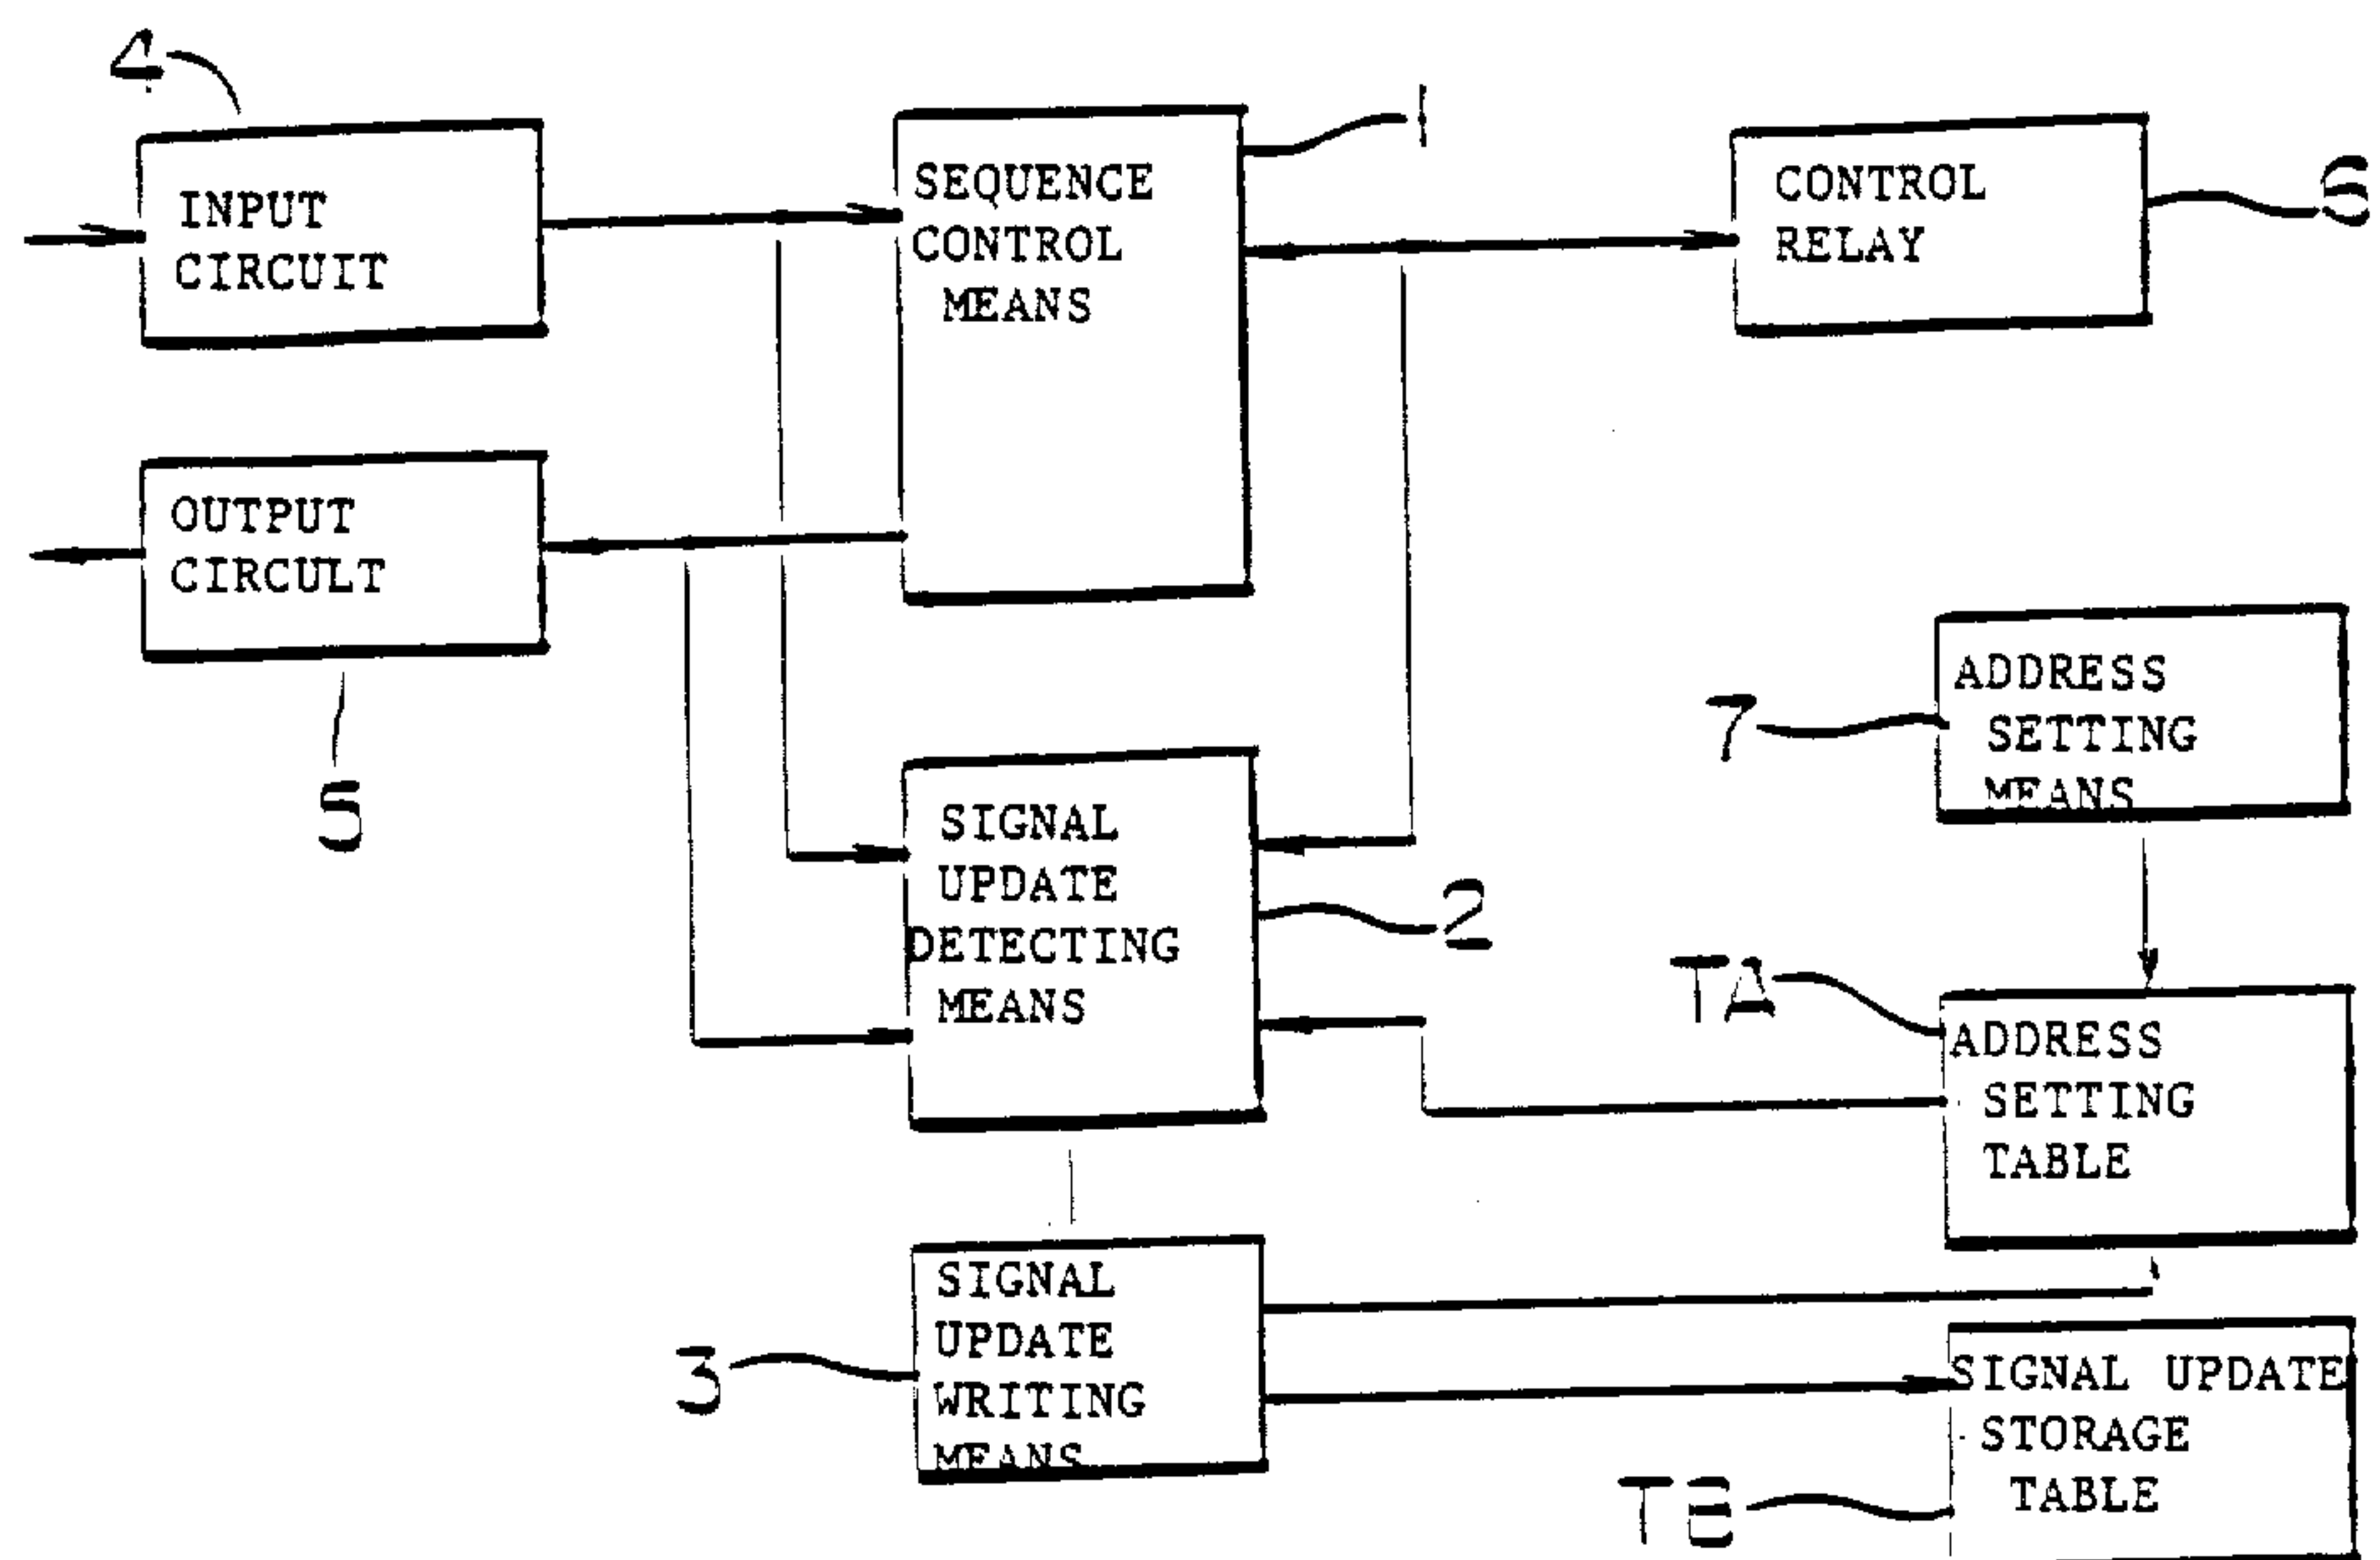 4
INPUT
CIRCUIT
1
SEQUENCE
CONTROL
MEANS
6
CONTROL
RELAY
OUTPUT
CIRCULT
5
7
ADDRESS
SETTING
MEANS
2
SIGNAL
UPDATE
DETECTING
MEANS
TA
ADDRESS
SETTING
TABLE
3
SIGNAL
UPDATE
WRITING
MEANS
TB
SIGNAL UPDATE
STORAGE
TABLE